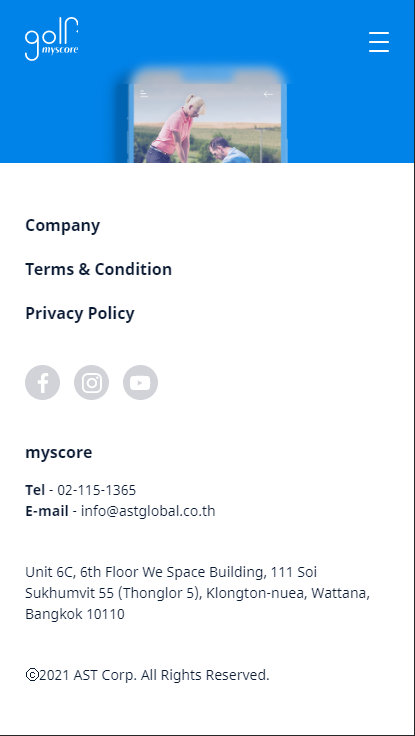 golf
myscore
Company
Terms & Condition
Privacy Policy
myscore
Tel - 02-115-1365
E-mail - info@astglobal.co.th
Unit 6C, 6th Floor We Space Building, 111 Soi
Sukhumvit 55 (Thonglor 5), Klongton-nuea, Wattana,
Bangkok 10110
©2021 AST Corp. All Rights Reserved.